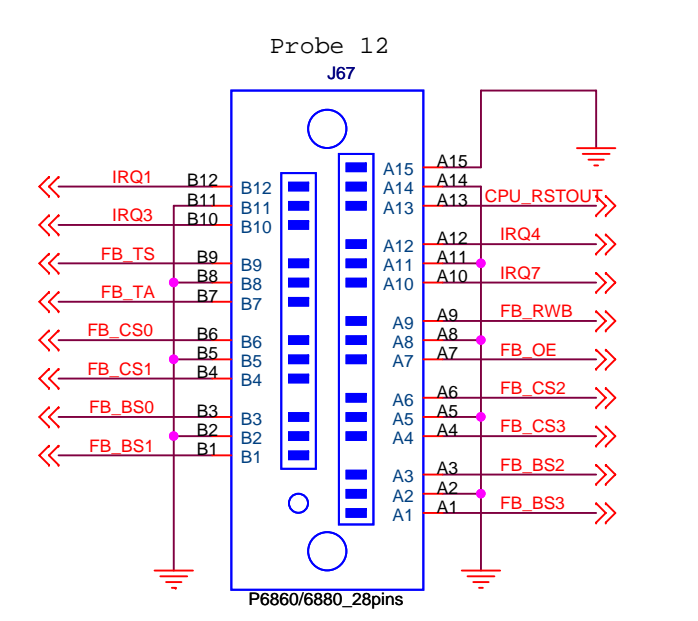 Probe 12
J67
A15 A15
A14 A14
IRQ1 B12 B12 A13 A13 CPU_RSTOUT
B11 B11
IRQ3 B10 B10 A12 A12 IRQ4
FB_TS B9 B9 A11 A11
B8 B8 A10 A10 IRQ7
FB_TA B7 B7
A9 A9 FB_RWB
FB_CS0 B6 B6 A8 A8
B5 B5 A7 A7 FB_OE
FB_CS1 B4 B4
A6 A6 FB_CS2
FB_BS0 B3 B3 A5 A5
B2 B2 A4 A4 FB_CS3
FB_BS1 B1 B1
A3 A3 FB_BS2
A2 A2
A1 A1 FB_BS3
P6860/6880_28pins